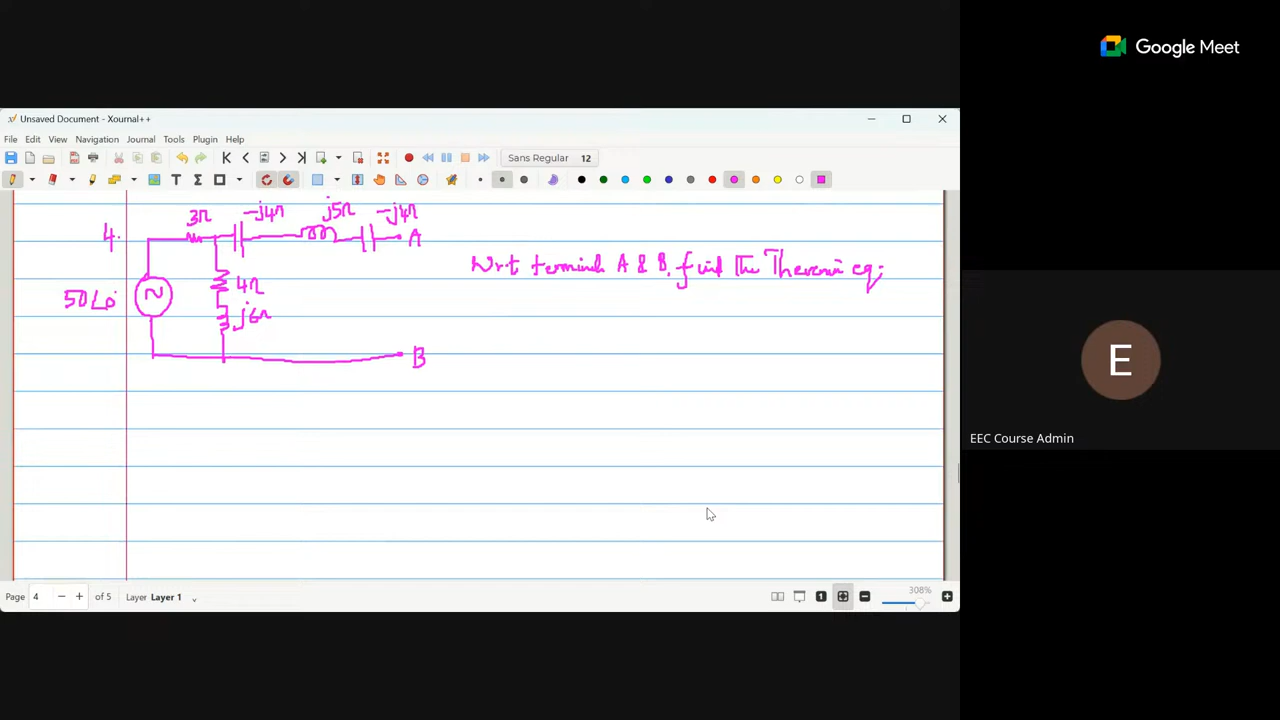 Google Meet
Unsaved Document - Xournal++
File Edit View Navigation Journal Tools Plugin Help
Sans Regular 12
4.
3Ω -j4Ω j5Ω -j4Ω
A
50∠0°
4Ω
j6Ω
B
Wrt terminals A & B, find the Thevenin eq;
E
EEC Course Admin
Page 4 of 5 Layer Layer 1
308%